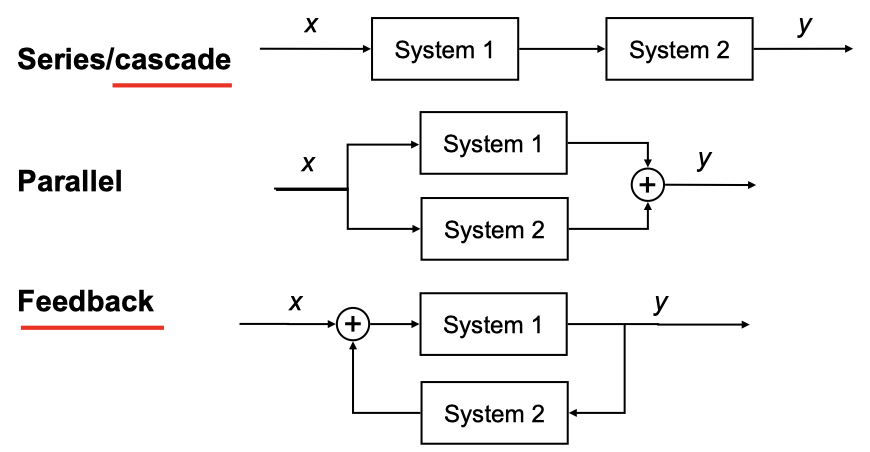 x
y
Series/cascade
System 1
System 2
System 1
x
y
Parallel
+
System 2
Feedback
x
y
+
System 1
System 2